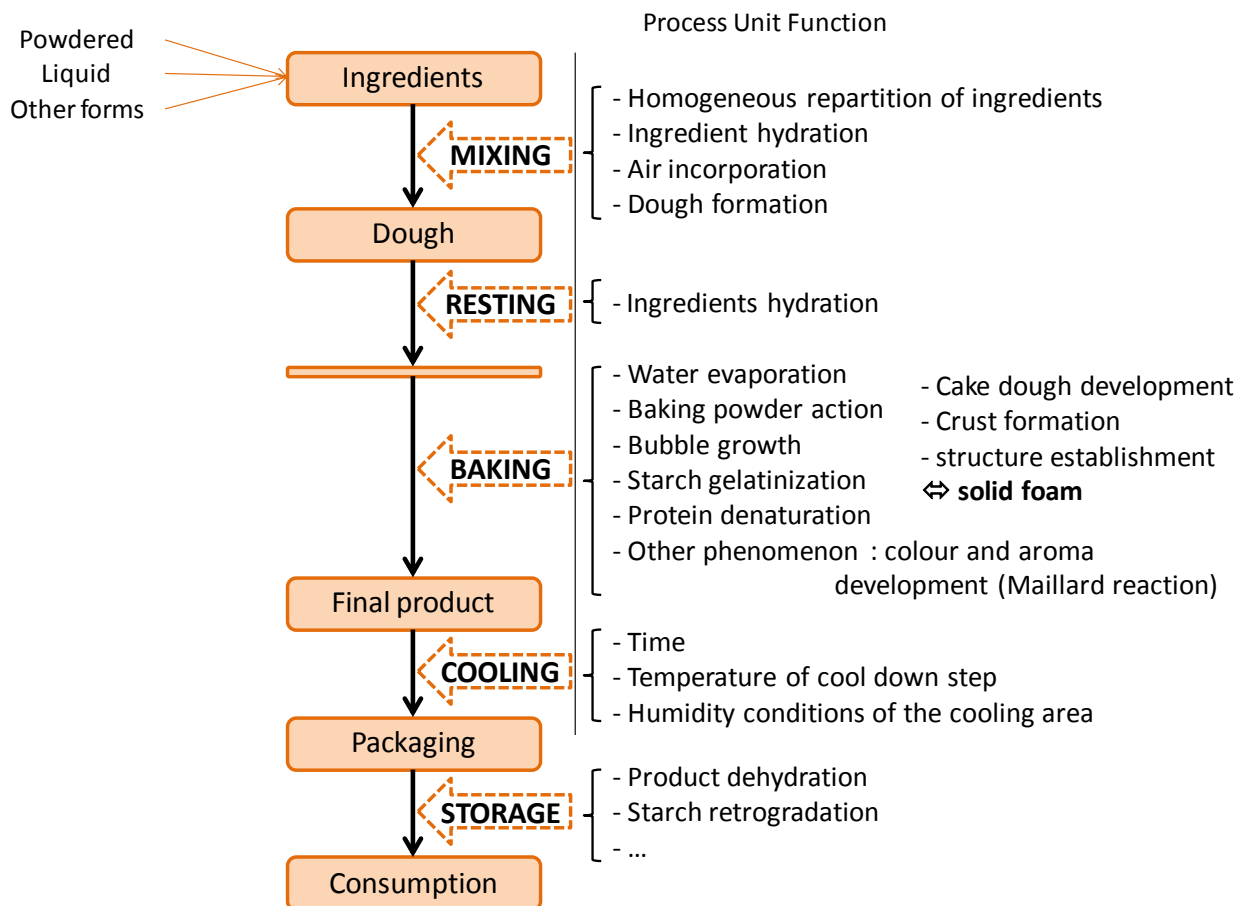 Process Unit Function
Powdered
Liquid
Other forms
Ingredients
MIXING
- Homogeneous repartition of ingredients
- Ingredient hydration
- Air incorporation
- Dough formation
Dough
RESTING
- Ingredients hydration
BAKING
- Water evaporation
- Baking powder action
- Bubble growth
- Starch gelatinization
- Protein denaturation
- Other phenomenon : colour and aroma
development (Maillard reaction)
- Cake dough development
- Crust formation
- structure establishment
⇔ solid foam
Final product
COOLING
- Time
- Temperature of cool down step
- Humidity conditions of the cooling area
Packaging
STORAGE
- Product dehydration
- Starch retrogradation
- ...
Consumption